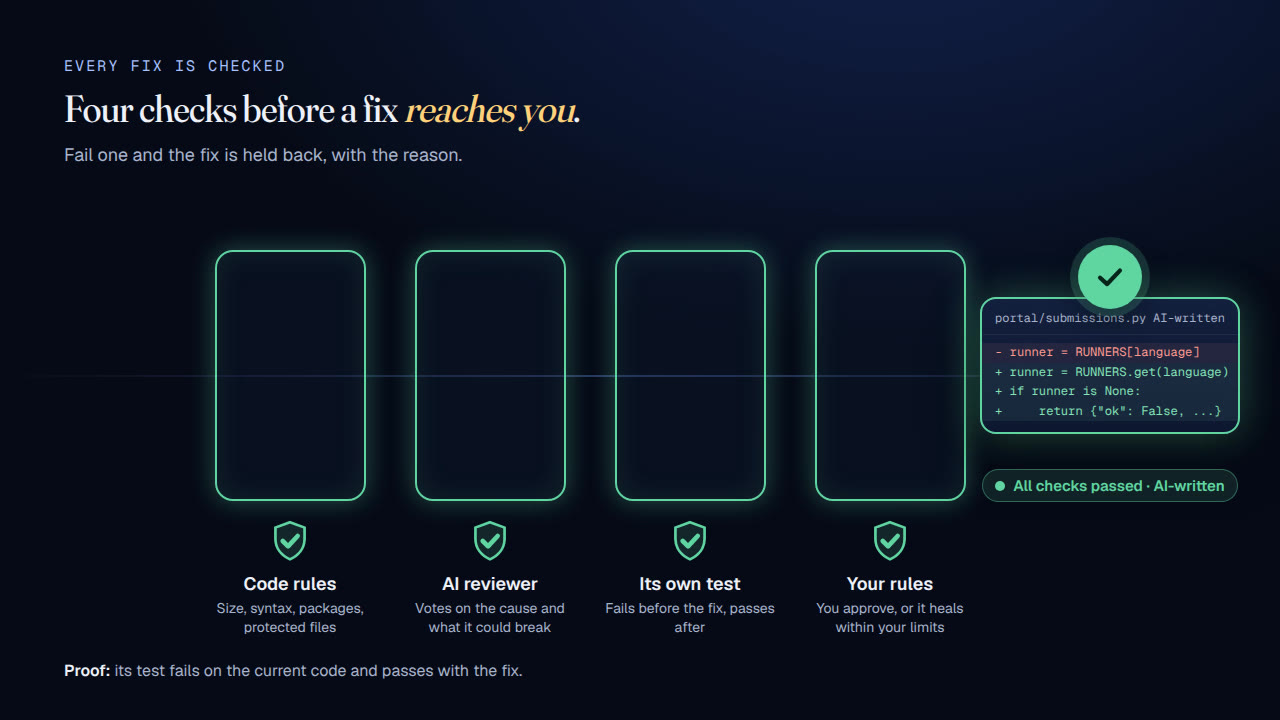 EVERY FIX IS CHECKED
Four checks before a fix reaches you.
Fail one and the fix is held back, with the reason.
portal/submissions.py AI-written
- runner = RUNNERS[language]
+ runner = RUNNERS.get(language)
+ if runner is None:
+     return {"ok": False, ...}
All checks passed · AI-written
Code rules
Size, syntax, packages,
protected files
AI reviewer
Votes on the cause and
what it could break
Its own test
Fails before the fix, passes
after
Your rules
You approve, or it heals
within your limits
Proof: its test fails on the current code and passes with the fix.